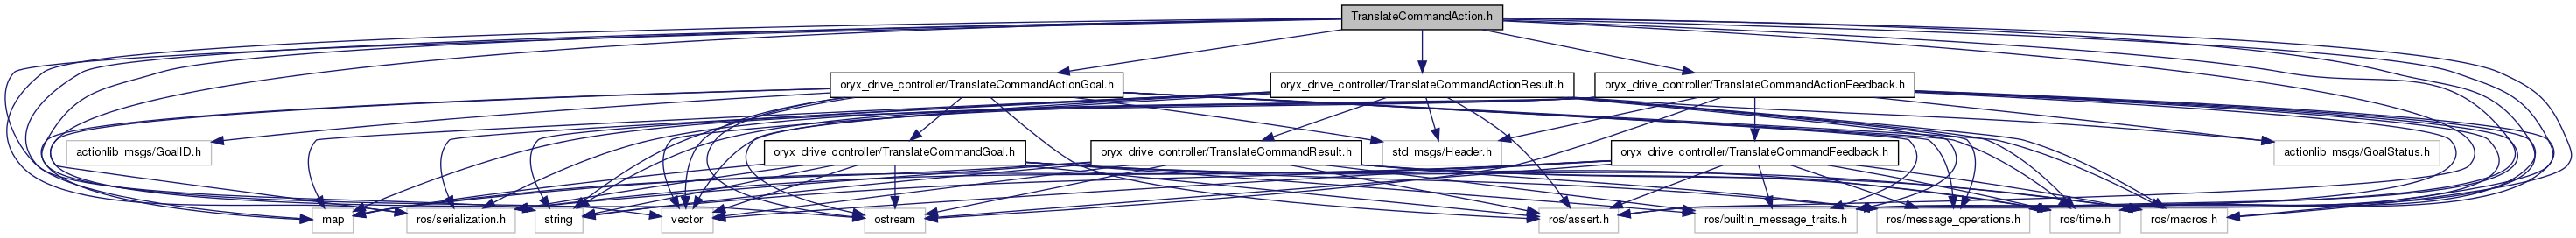 TranslateCommandAction.h
oryx_drive_controller/TranslateCommandActionGoal.h
oryx_drive_controller/TranslateCommandActionResult.h
oryx_drive_controller/TranslateCommandActionFeedback.h
actionlib_msgs/GoalID.h
oryx_drive_controller/TranslateCommandGoal.h
oryx_drive_controller/TranslateCommandResult.h
std_msgs/Header.h
oryx_drive_controller/TranslateCommandFeedback.h
actionlib_msgs/GoalStatus.h
map
ros/serialization.h
string
vector
ostream
ros/assert.h
ros/builtin_message_traits.h
ros/message_operations.h
ros/time.h
ros/macros.h